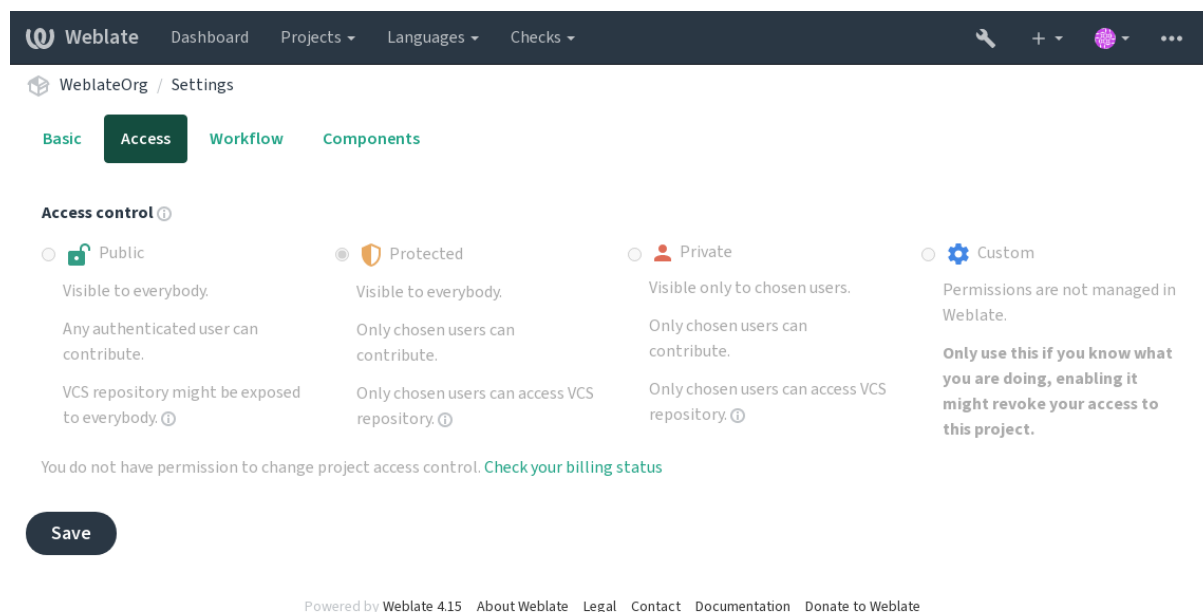 Weblate Dashboard Projects Languages Checks
WeblateOrg / Settings
Basic Access Workflow Components
Access control
Public
Visible to everybody.
Any authenticated user can
contribute.
VCS repository might be exposed
to everybody.
Protected
Visible to everybody.
Only chosen users can
contribute.
Only chosen users can access VCS
repository.
Private
Visible only to chosen users.
Only chosen users can
contribute.
Only chosen users can access VCS
repository.
Custom
Permissions are not managed in
Weblate.
Only use this if you know what
you are doing, enabling it
might revoke your access to
this project.
You do not have permission to change project access control. Check your billing status
Save
Powered by Weblate 4.15 About Weblate Legal Contact Documentation Donate to Weblate